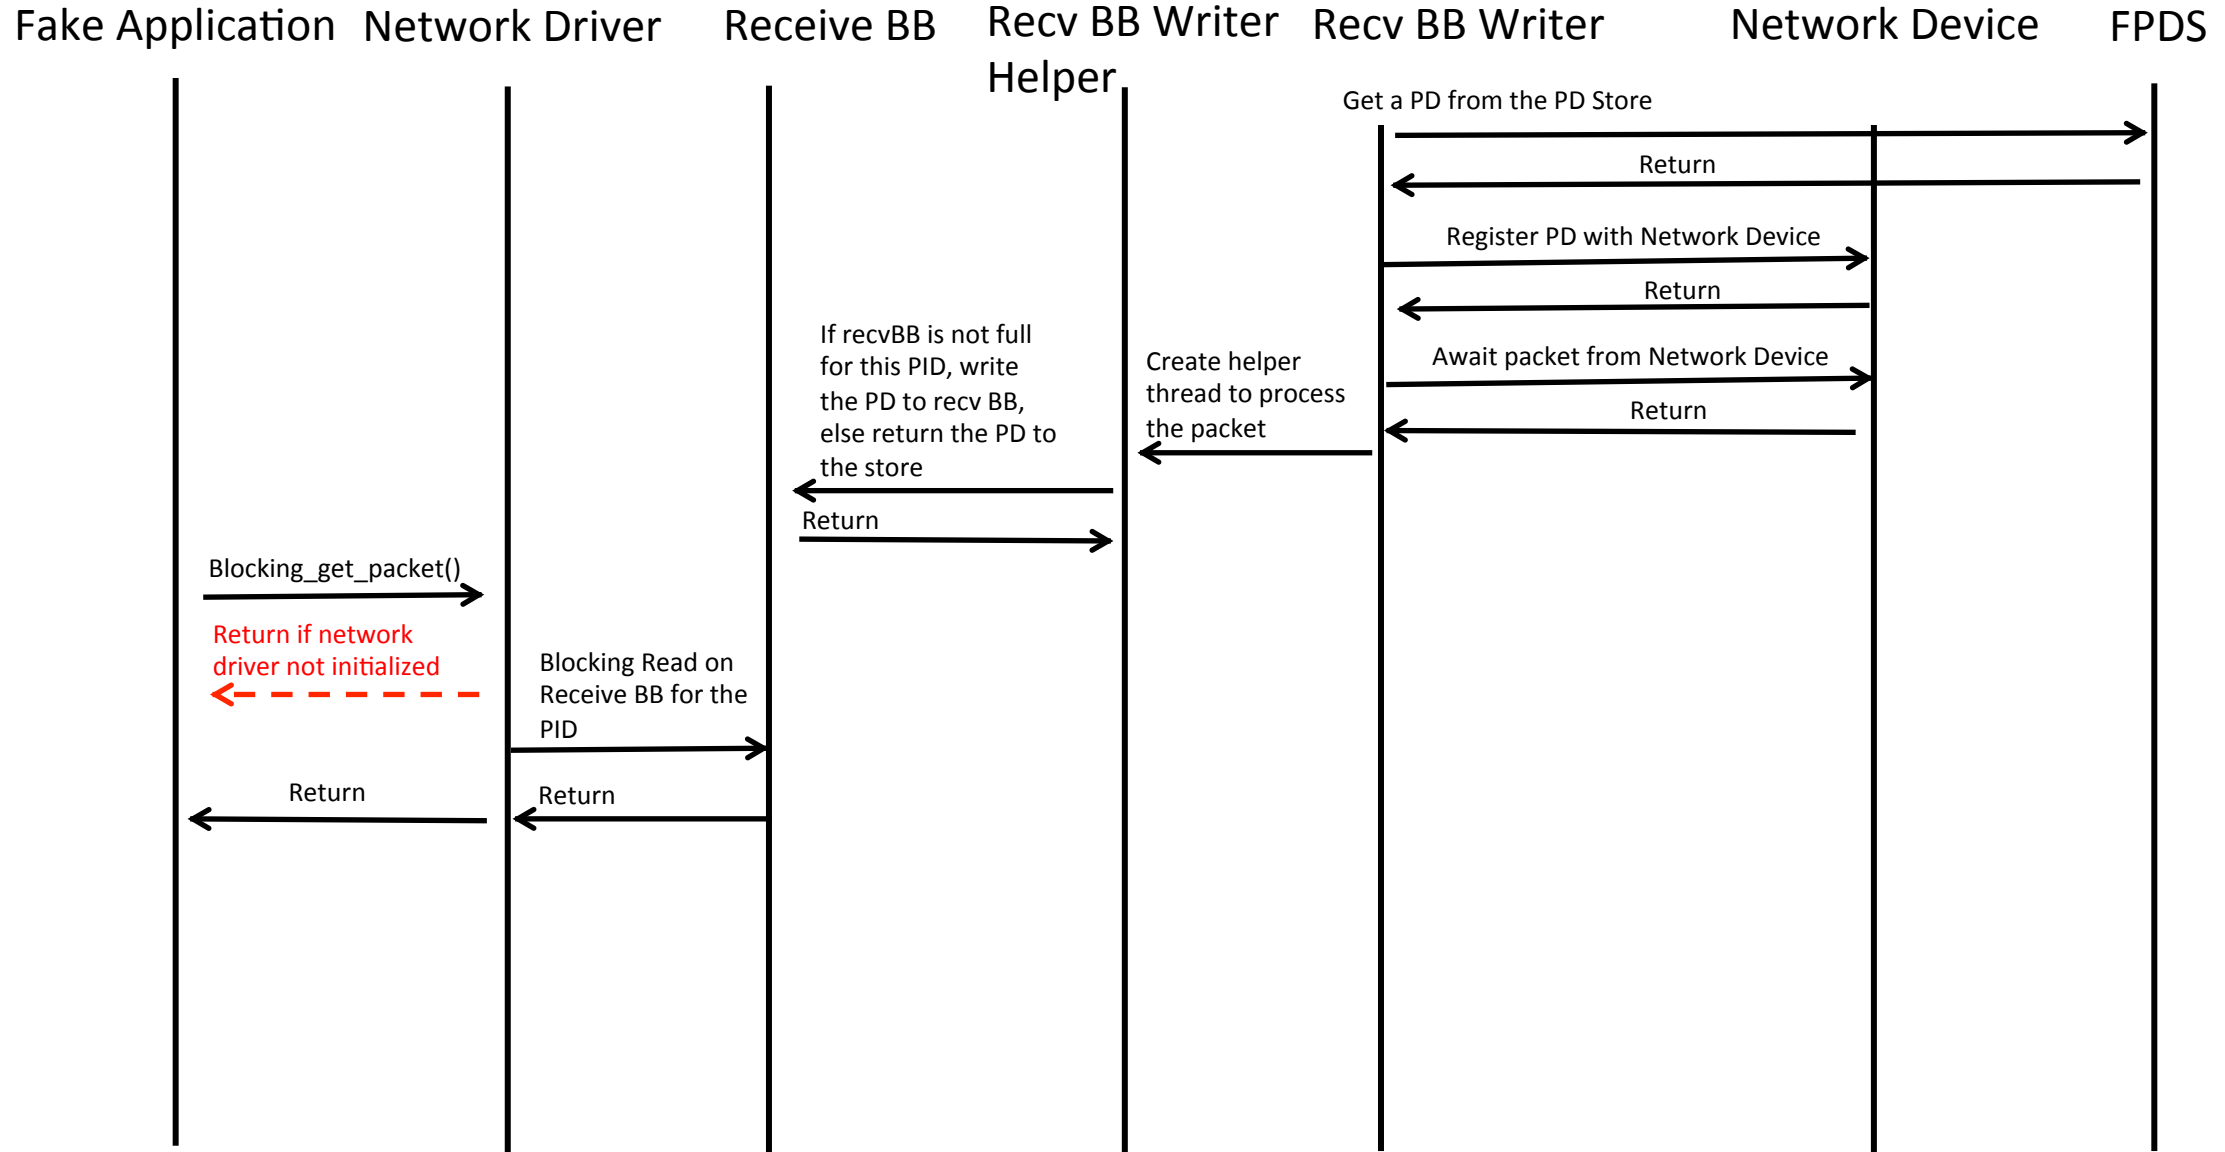 Fake Application
Network Driver
Receive BB
Recv BB Writer
Helper
Recv BB Writer
Network Device
FPDS
Get a PD from the PD Store
Return
Register PD with Network Device
Return
Await packet from Network Device
Return
Create helper
thread to process
the packet
If recvBB is not full
for this PID, write
the PD to recv BB,
else return the PD to
the store
Return
Blocking_get_packet()
Return if network
driver not initialized
Blocking Read on
Receive BB for the
PID
Return
Return